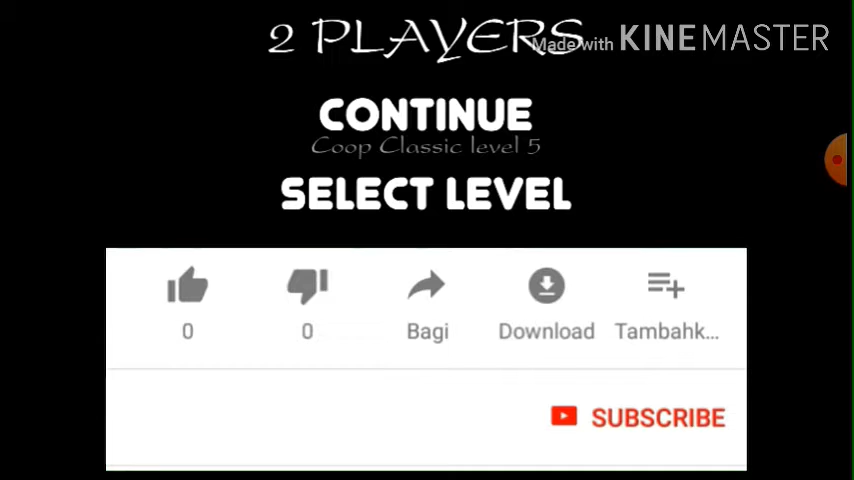 2 PLAYERS
Made with KINEMASTER
CONTINUE
Coop Classic level 5
SELECT LEVEL
0 0 Bagi Download Tambahk...
SUBSCRIBE